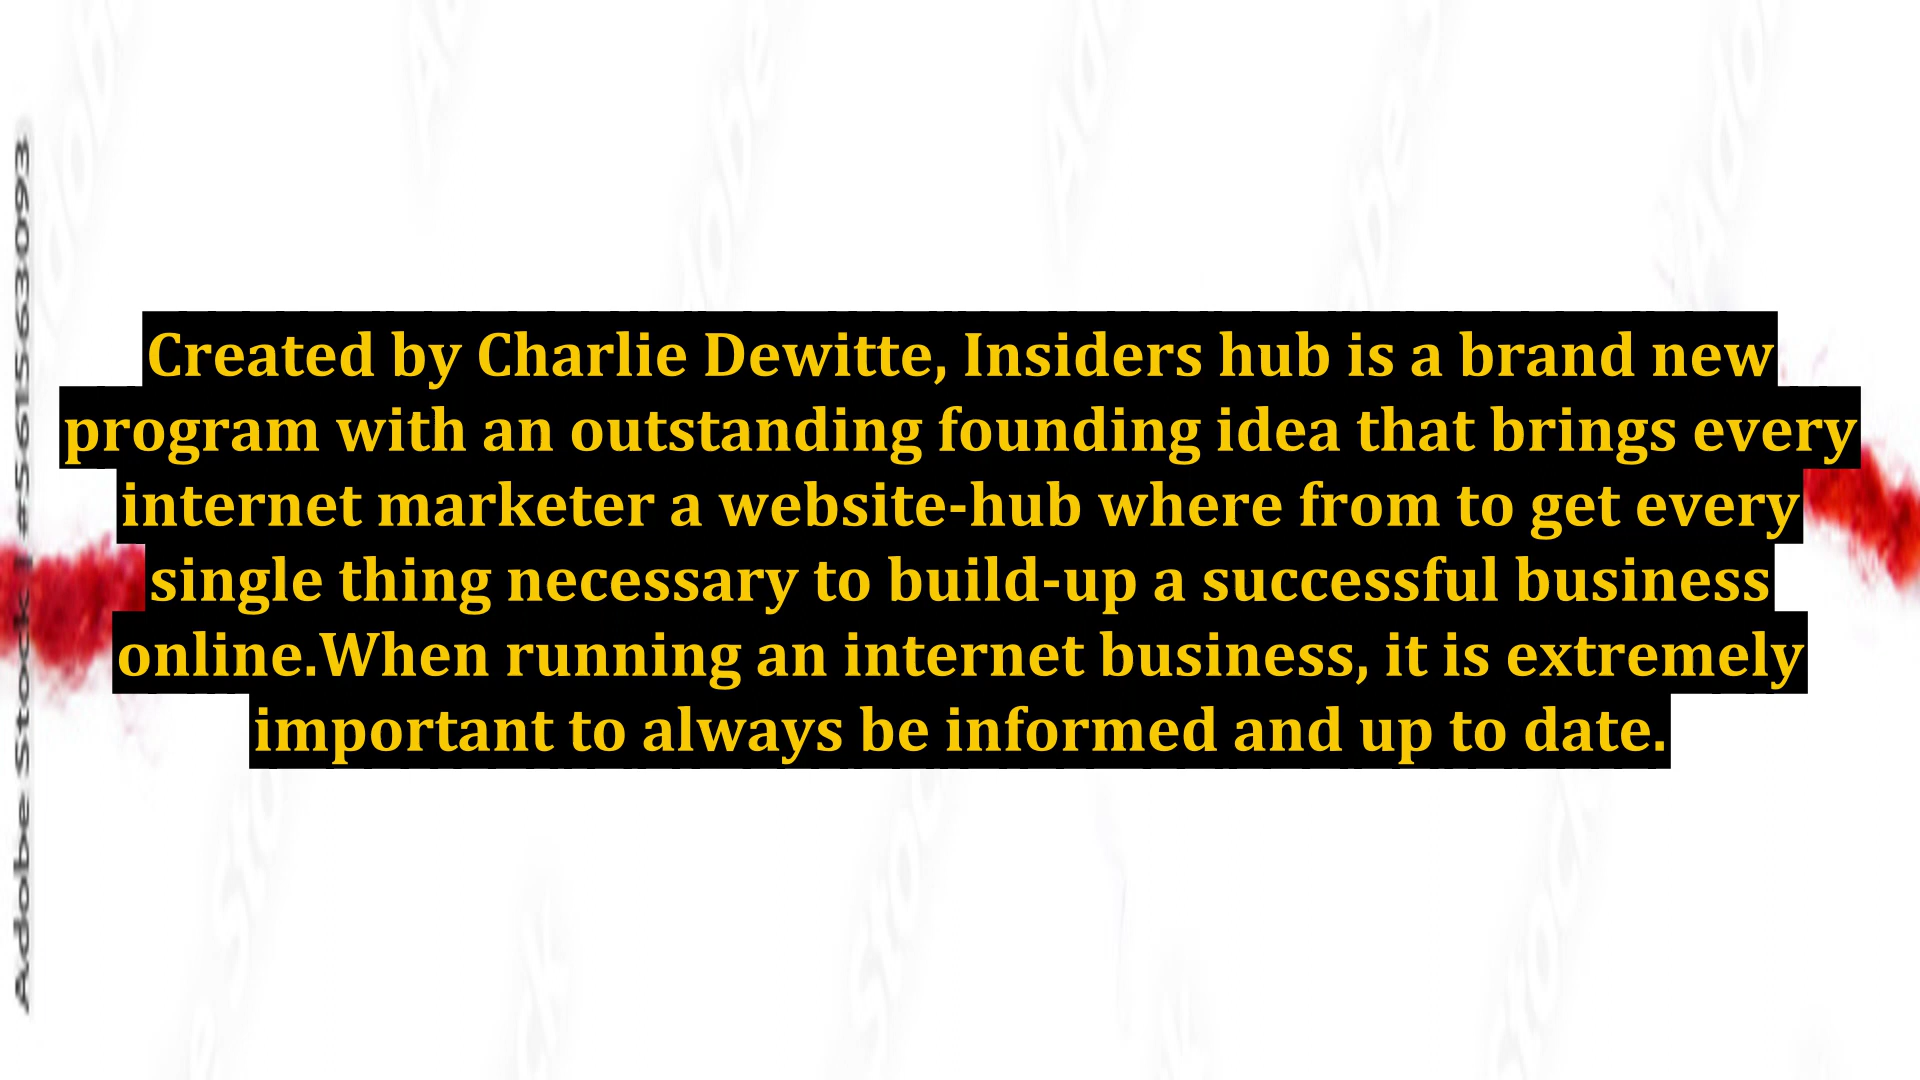 Created by Charlie Dewitte, Insiders hub is a brand new
program with an outstanding founding idea that brings every
internet marketer a website-hub where from to get every
single thing necessary to build-up a successful business
online.When running an internet business, it is extremely
important to always be informed and up to date.
Adobe Stock | #561563093